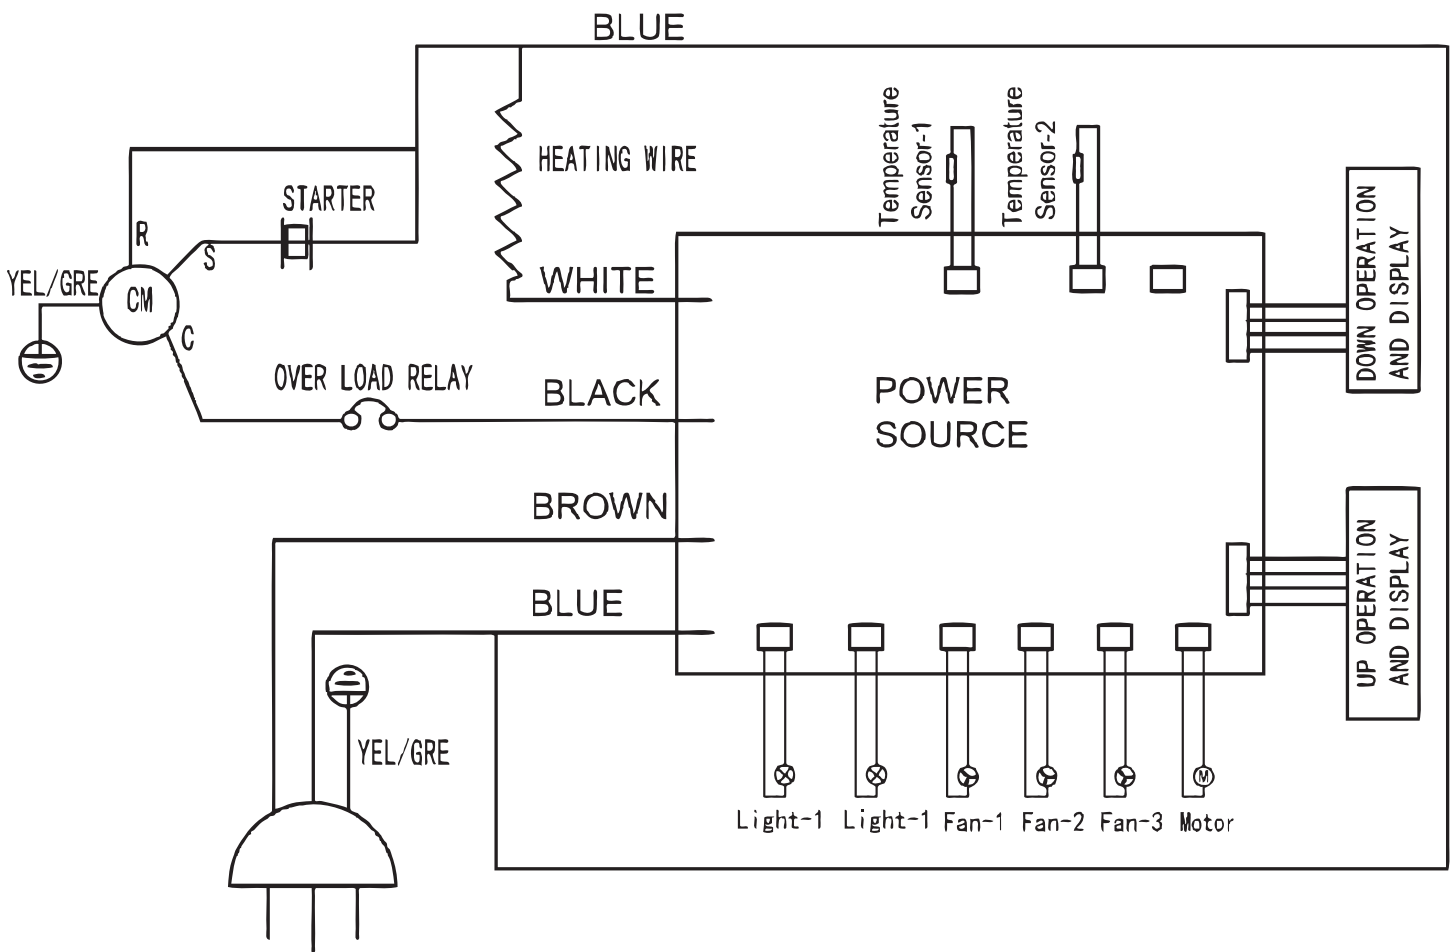 BLUE
Temperature
Sensor-1
Temperature
Sensor-2
HEATING WIRE
STARTER
R
S
YEL/GRE
CM
C
WHITE
OVER LOAD RELAY
BLACK
POWER
SOURCE
DOWN OPERATION
AND DISPLAY
BROWN
BLUE
UP OPERATION
AND DISPLAY
YEL/GRE
M
Light-1
Light-1
Fan-1
Fan-2
Fan-3
Motor